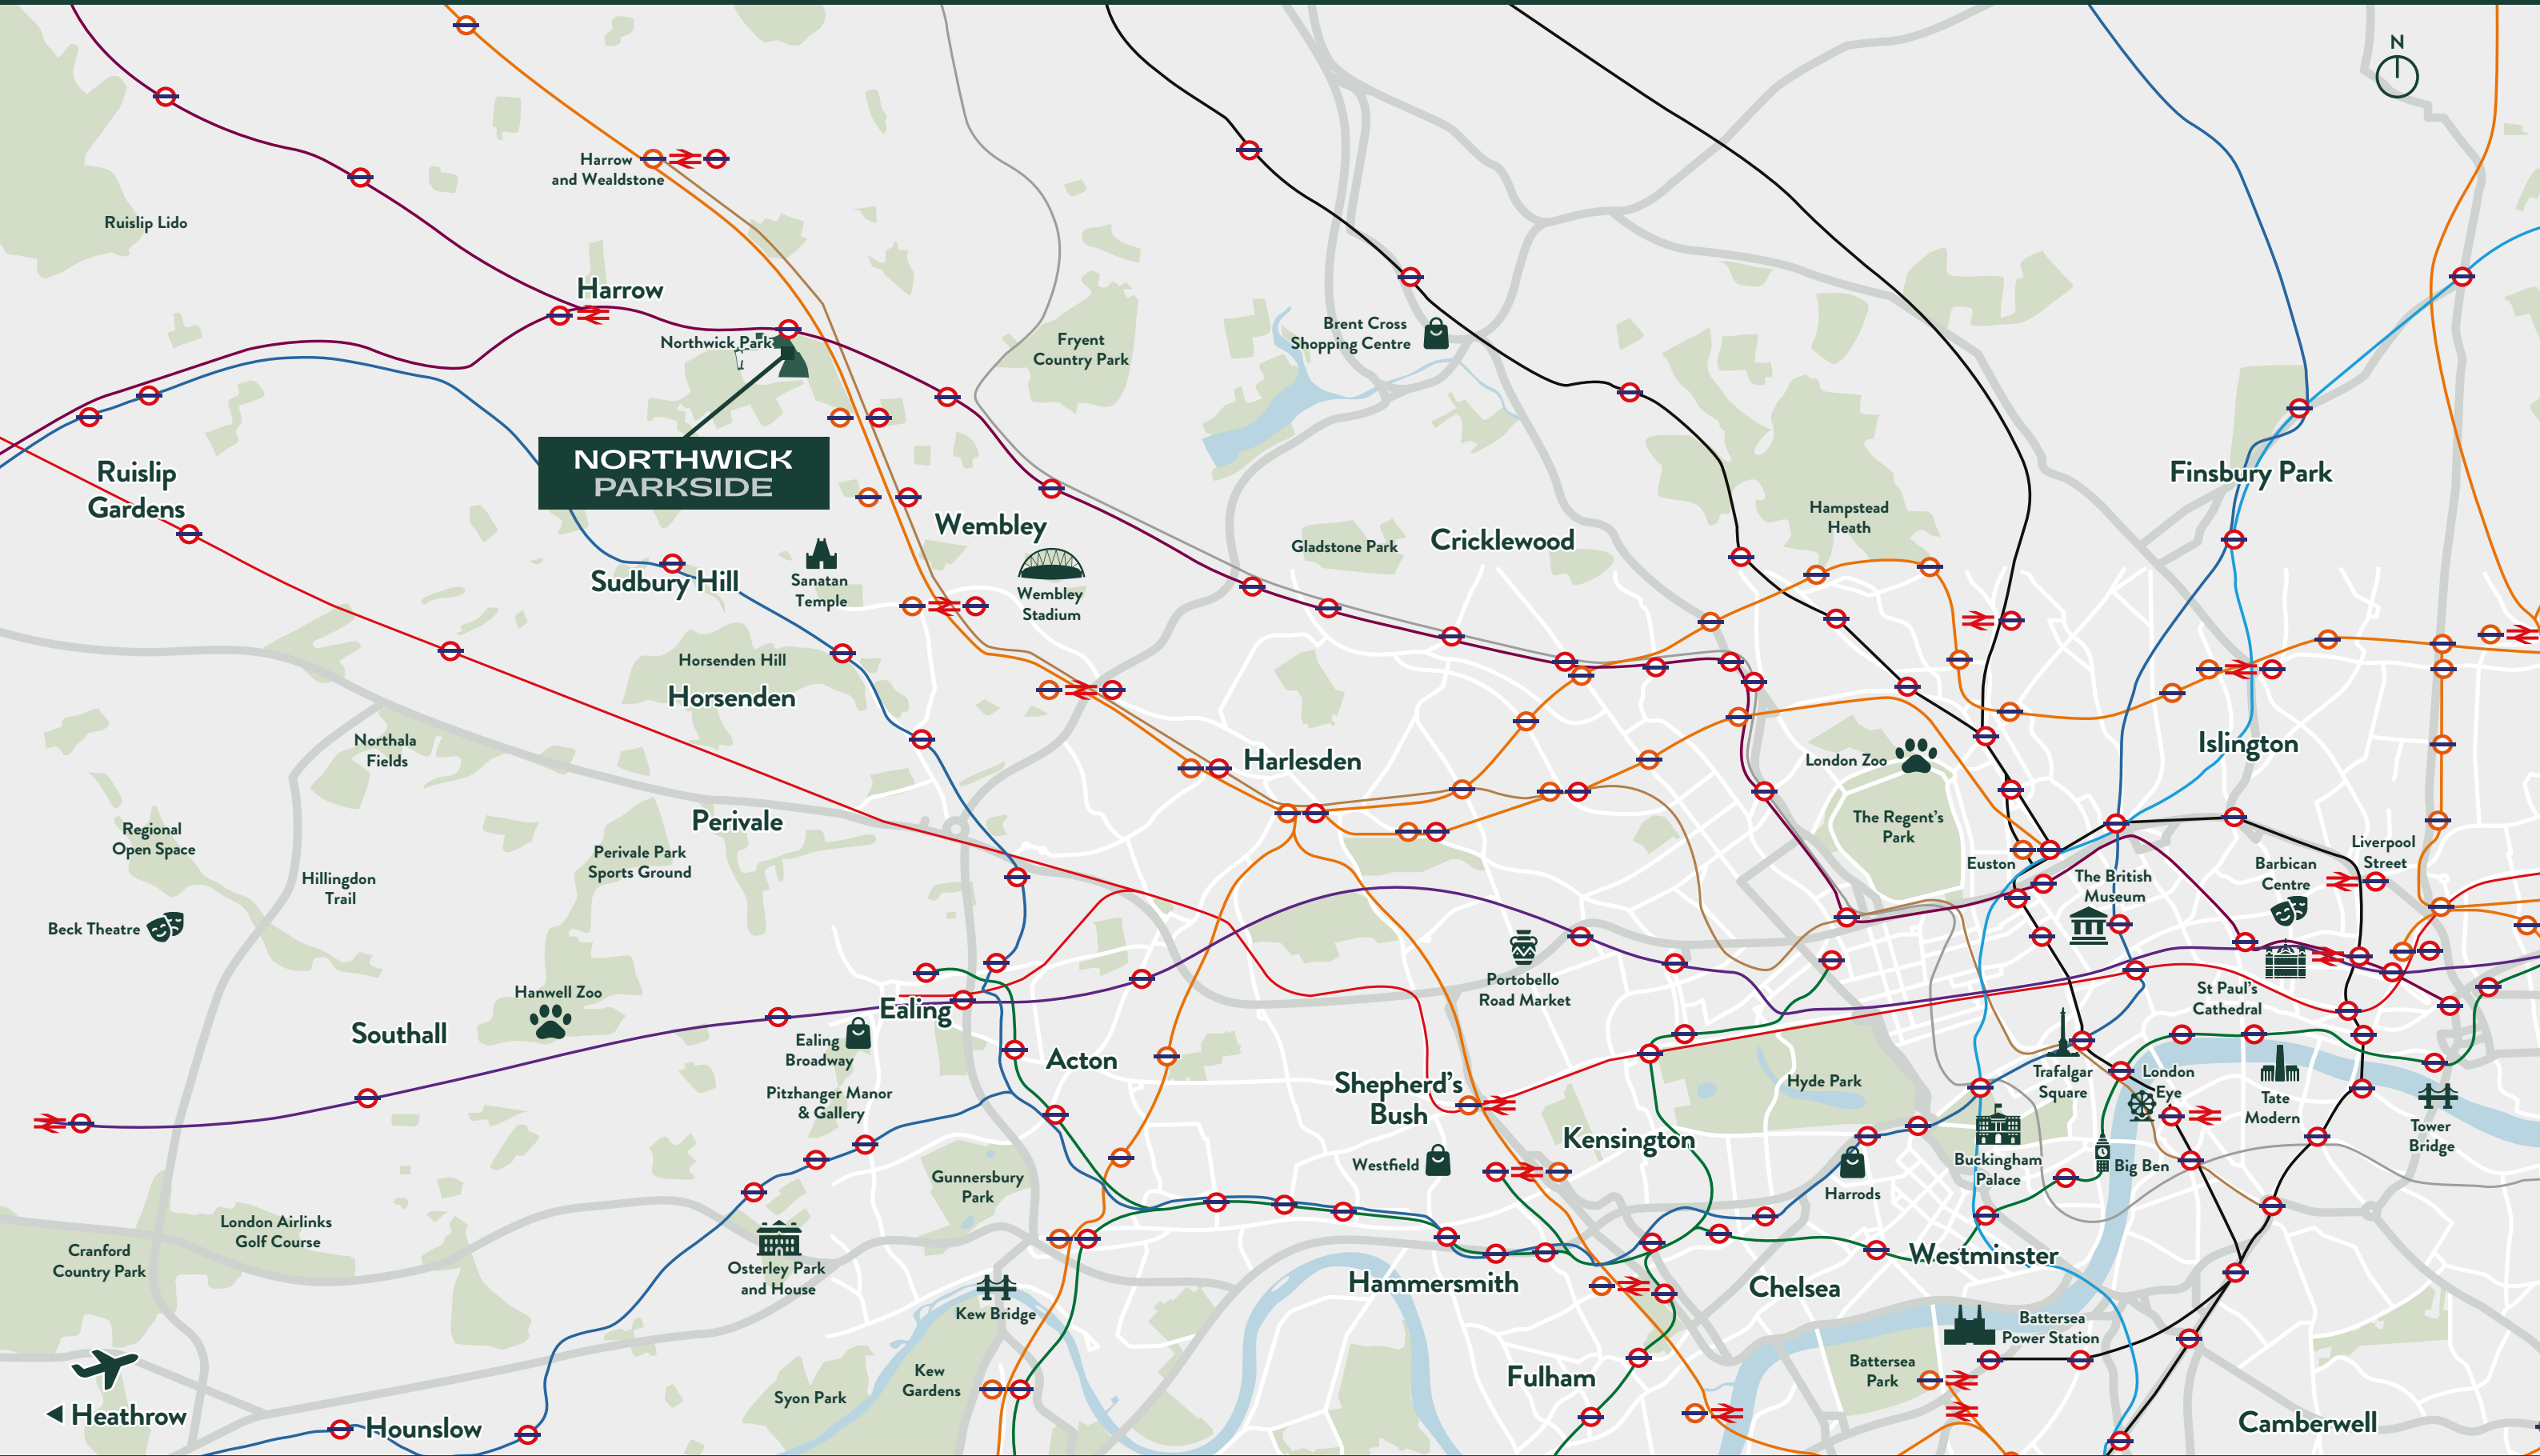 N
Harrow
and Wealdstone
Ruislip Lido
Harrow
Northwick Park
Fryent
Country Park
Brent Cross
Shopping Centre
NORTHWICK
PARKSIDE
Ruislip
Gardens
Finsbury Park
Wembley
Cricklewood
Hampstead
Heath
Gladstone Park
Sudbury Hill
Sanatan
Temple
Wembley
Stadium
Horsenden Hill
Horsenden
Northala
Fields
Harlesden
London Zoo
Islington
Perivale
The Regent's
Park
Regional
Open Space
Perivale Park
Sports Ground
Hillingdon
Trail
Euston
Liverpool
Street
Barbican
Centre
The British
Museum
Beck Theatre
Portobello
Road Market
Hanwell Zoo
St Paul's
Cathedral
Southall
Ealing
Ealing
Broadway
Acton
Pitzhanger Manor
& Gallery
Shepherd's
Bush
Hyde Park
Trafalgar
Square
London
Eye
Tate
Modern
Tower
Bridge
Kensington
Westfield
Harrods
Buckingham
Palace
Big Ben
Gunnersbury
Park
London Airlinks
Golf Course
Cranford
Country Park
Osterley Park
and House
Kew Bridge
Hammersmith
Chelsea
Westminster
Battersea
Power Station
Battersea
Park
Fulham
Kew
Gardens
Syon Park
Heathrow
Hounslow
Camberwell